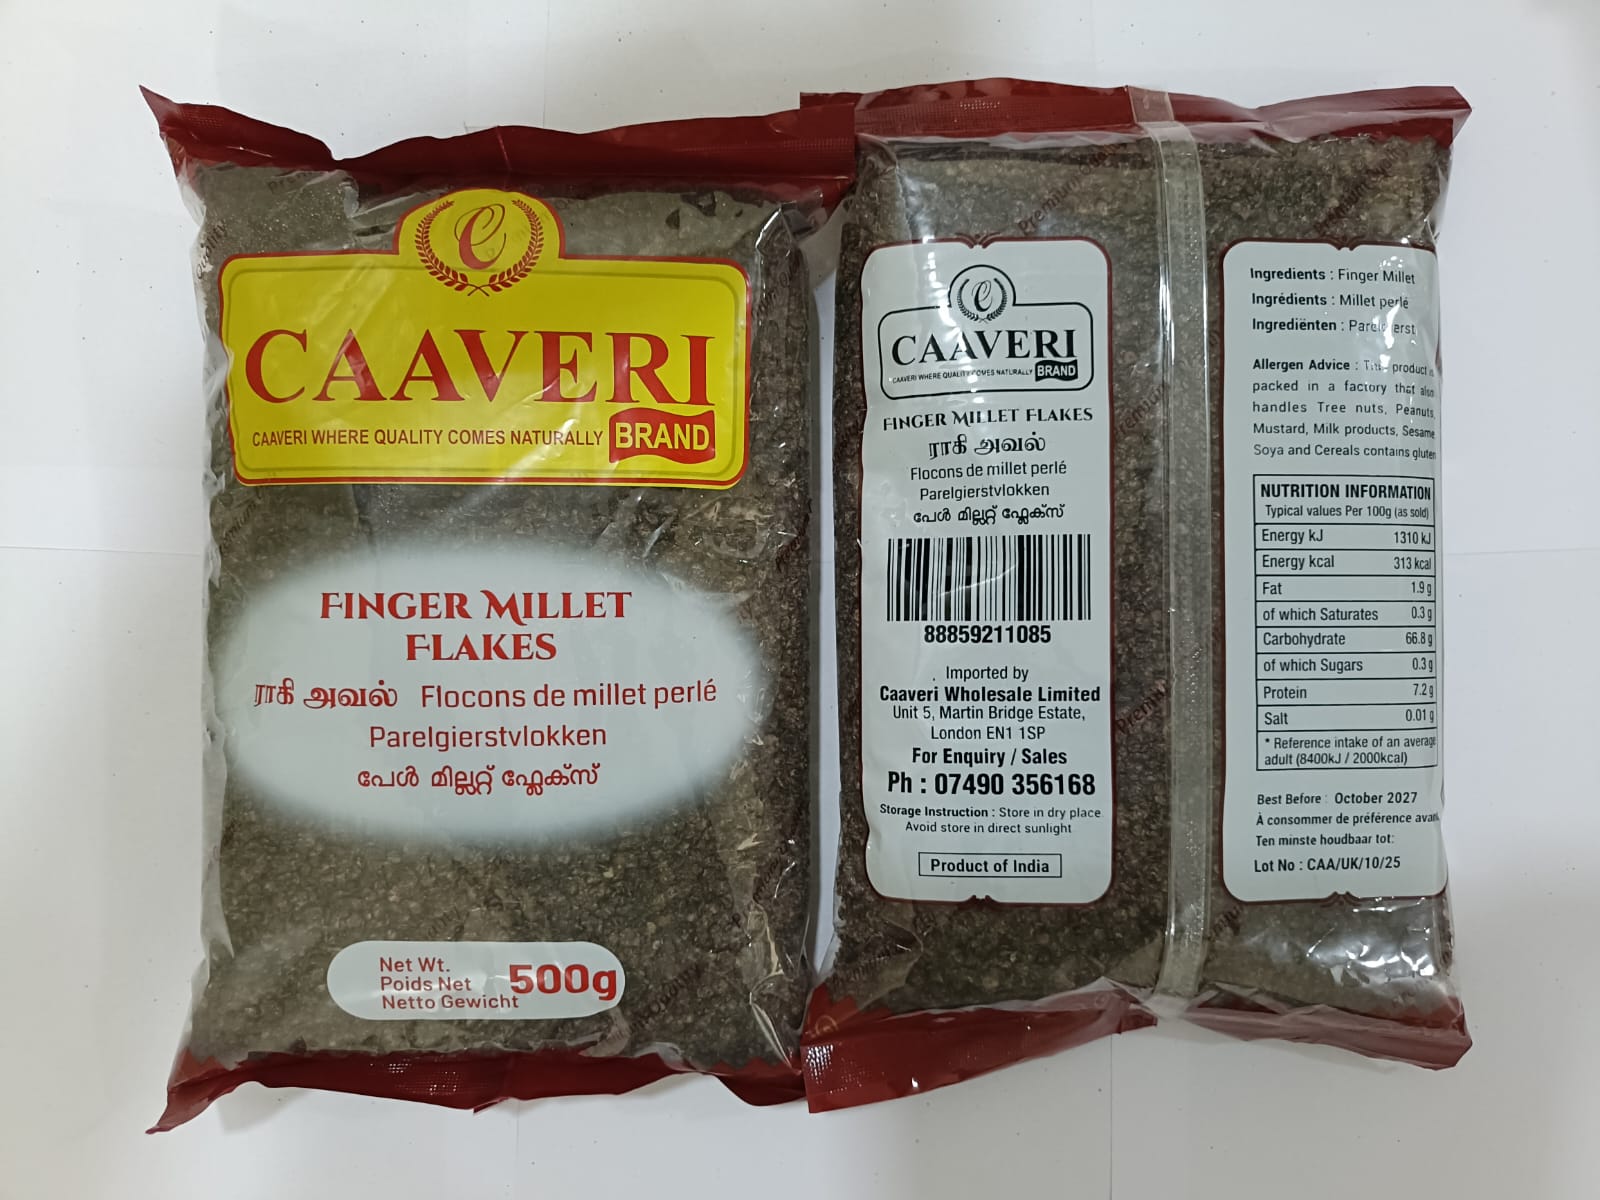 C
CAAVERI
CAAVERI WHERE QUALITY COMES NATURALLY BRAND
FINGER MILLET
FLAKES
ராகி அவல் Flocons de millet perlé
Parelgierstvlokken
പേൾ മില്ലറ്റ് ഫ്ലേക്സ്
Net Wt.
Poids Net 500g
Netto Gewicht
C
CAAVERI
CAAVERI WHERE QUALITY COMES NATURALLY BRAND
FINGER MILLET FLAKES
ராகி அவல்
Flocons de millet perlé
Parelgierstvlokken
പേൾ മില്ലറ്റ് ഫ്ലേക്സ്
88859211085
Imported by
Caaveri Wholesale Limited
Unit 5, Martin Bridge Estate,
London EN1 1SP
For Enquiry / Sales
Ph : 07490 356168
Storage Instruction : Store in dry place
Avoid store in direct sunlight
Product of India
Ingredients : Finger Millet
Ingrédients : Millet perlé
Ingrediënten :
Allergen Advice : This product
packed in a factory that also
handles Tree nuts, Peanuts,
Mustard, Milk products, Sesame
Soya and Cereals contains gluten
NUTRITION INFORMATION
Typical values Per 100g (as sold)
Energy kJ 1310 kJ
Energy kcal 313 kcal
Fat 1.9 g
of which Saturates 0.3 g
Carbohydrate 66.8 g
of which Sugars 0.3 g
Protein 7.2 g
Salt 0.01 g
* Reference intake of an average
adult (8400kJ / 2000kcal)
Best Before : October 2027
À consommer de préférence
Ten minste houdbaar tot:
Lot No : CAA/UK/10/25